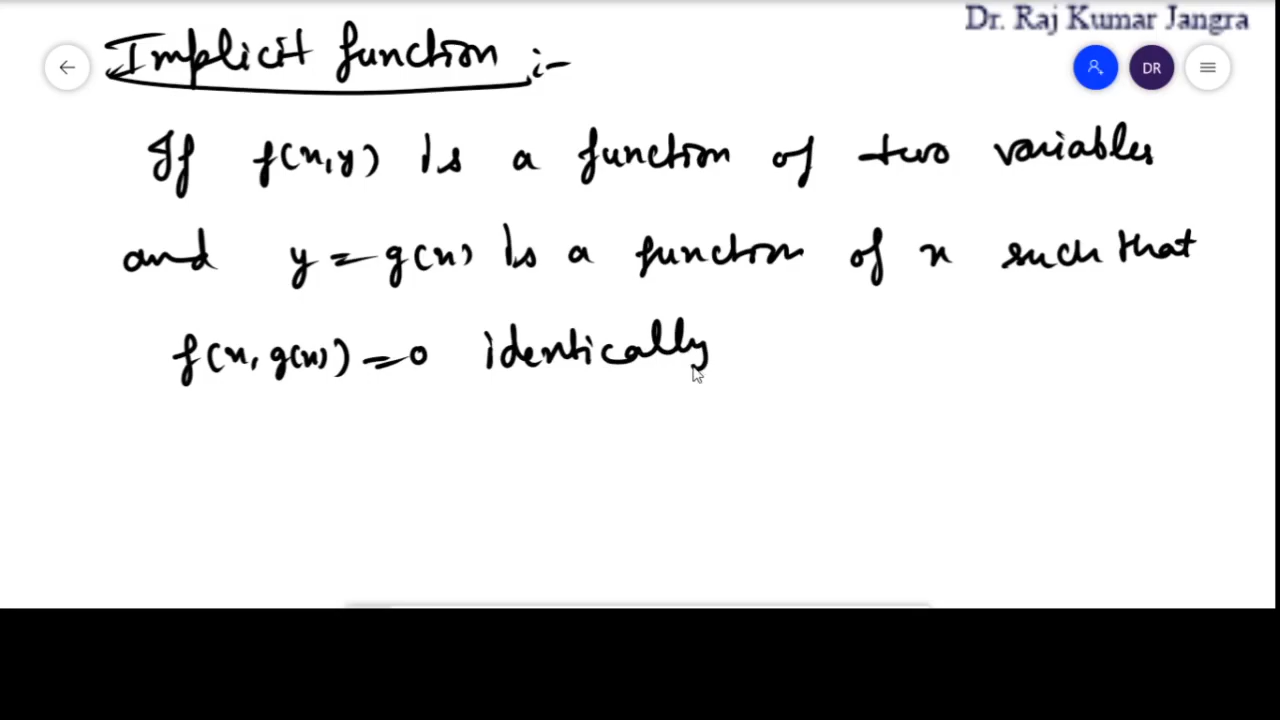 Dr. Raj Kumar Jangra
Implicit function :-
DR
If f(x,y) is a function of two variables
and y = g(x) is a function of x such that
f(x, g(x)) = 0 identically